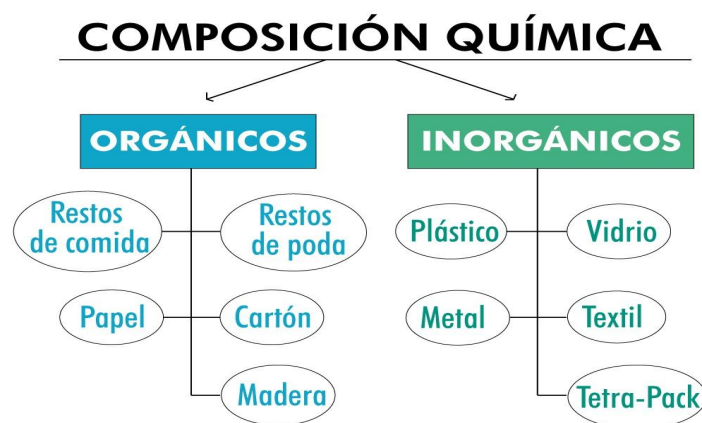 COMPOSICIÓN QUÍMICA
ORGÁNICOS
Restos
de comida
Restos
de poda
Papel
Cartón
Madera
INORGÁNICOS
Plástico
Vidrio
Metal
Textil
Tetra-Pack